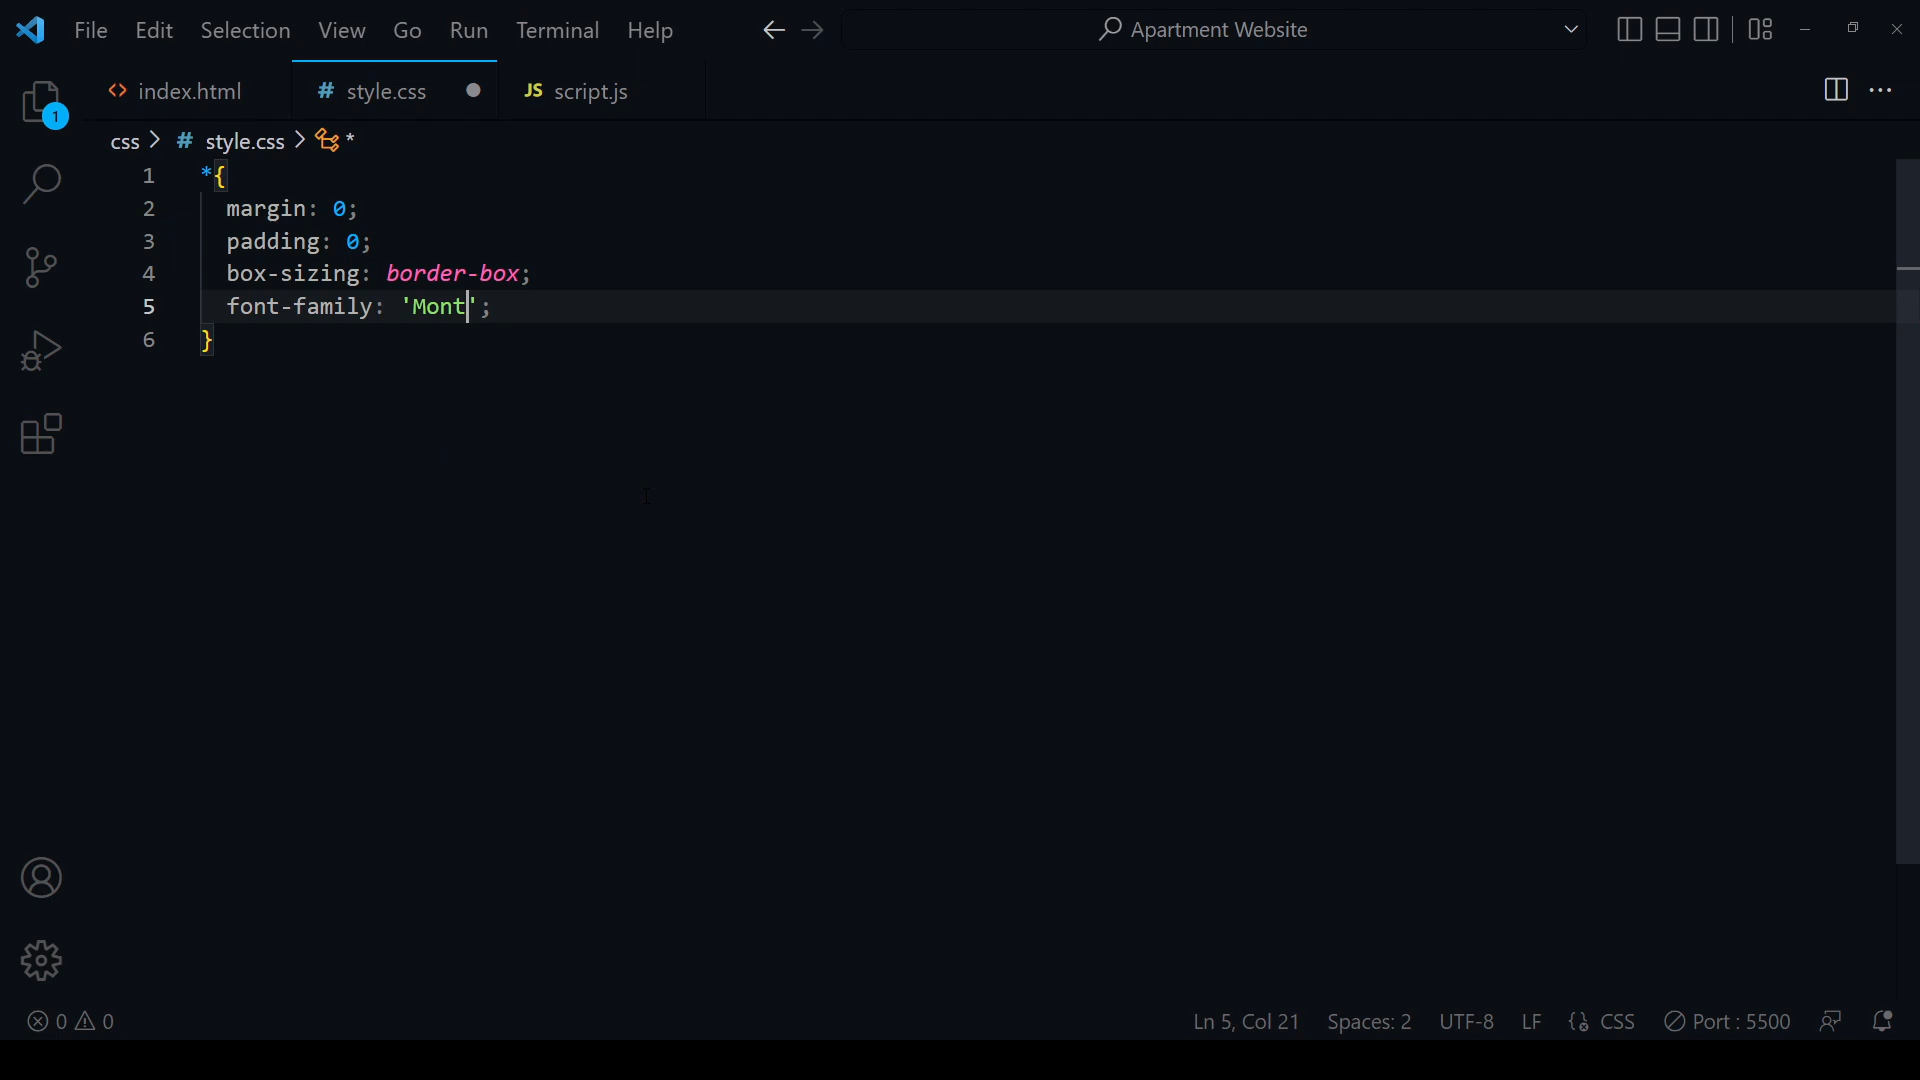 File Edit Selection View Go Run Terminal Help Apartment Website
index.html # style.css JS script.js
1
css > # style.css > *
1 *{
2 margin: 0;
3 padding: 0;
4 box-sizing: border-box;
5 font-family: 'Mont';
6 }
0 0 Ln 5, Col 21 Spaces: 2 UTF-8 LF {} CSS Port : 5500